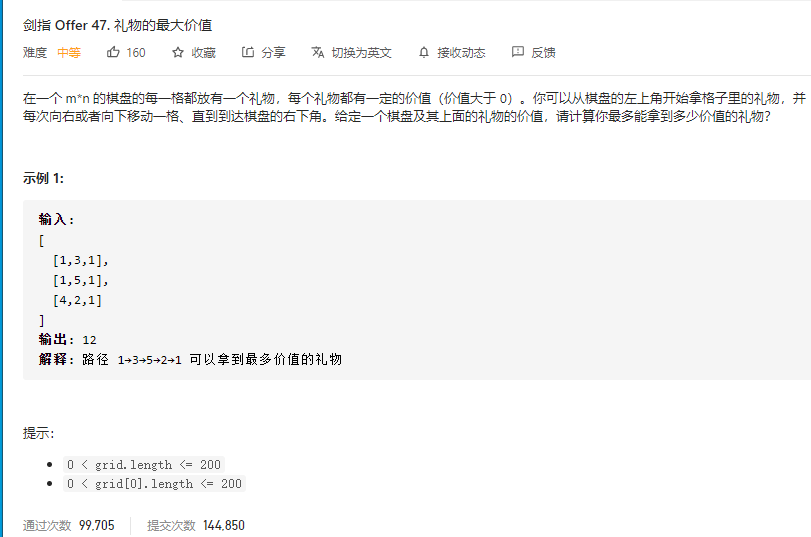 剑指 Offer 47. 礼物的最大价值
难度 中等 160 收藏 分享 切换为英文 接收动态 反馈
在一个 m*n 的棋盘的每一格都放有一个礼物，每个礼物都有一定的价值（价值大于 0）。你可以从棋盘的左上角开始拿格子里的礼物，并
每次向右或者向下移动一格、直到到达棋盘的右下角。给定一个棋盘及其上面的礼物的价值，请计算你最多能拿到多少价值的礼物？
示例 1:
输入:
[
[1,3,1],
[1,5,1],
[4,2,1]
]
输出: 12
解释: 路径 1→3→5→2→1 可以拿到最多价值的礼物
提示：
0 < grid.length <= 200
0 < grid[0].length <= 200
通过次数 99,705 提交次数 144,850